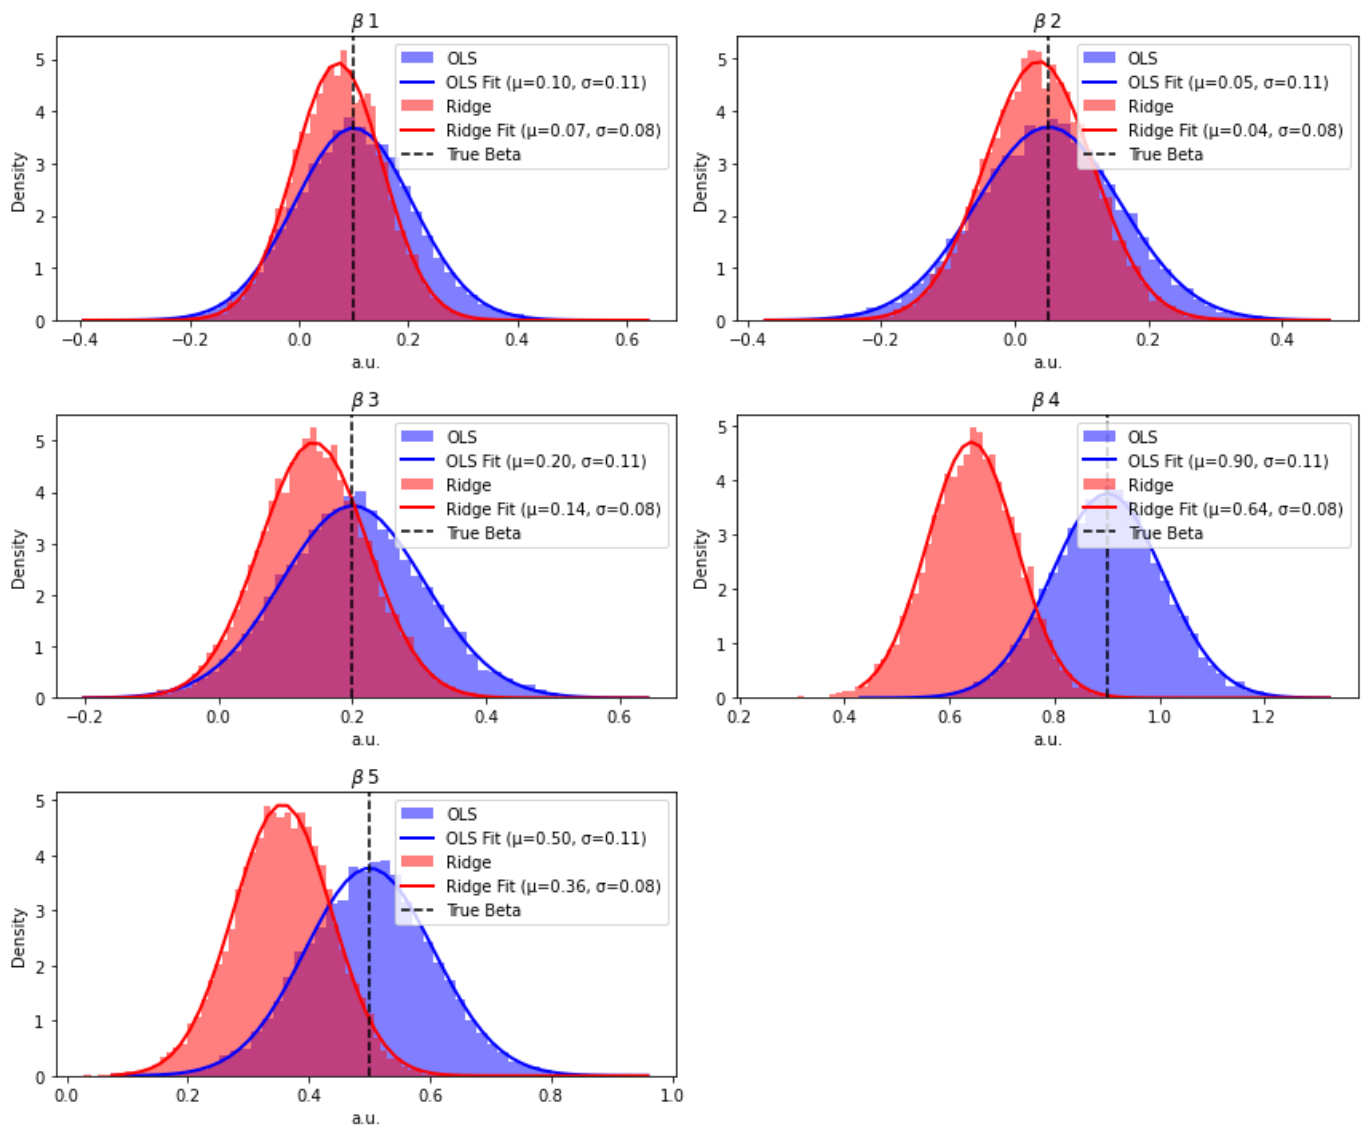 β 1
OLS
OLS Fit (μ=0.10, σ=0.11)
Ridge
Ridge Fit (μ=0.07, σ=0.08)
True Beta
Density
5
4
3
2
1
0
−0.4 −0.2 0.0 0.2 0.4 0.6
a.u.
β 2
OLS
OLS Fit (μ=0.05, σ=0.11)
Ridge
Ridge Fit (μ=0.04, σ=0.08)
True Beta
Density
5
4
3
2
1
0
−0.4 −0.2 0.0 0.2 0.4
a.u.
β 3
OLS
OLS Fit (μ=0.20, σ=0.11)
Ridge
Ridge Fit (μ=0.14, σ=0.08)
True Beta
Density
5
4
3
2
1
0
−0.2 0.0 0.2 0.4 0.6
a.u.
β 4
OLS
OLS Fit (μ=0.90, σ=0.11)
Ridge
Ridge Fit (μ=0.64, σ=0.08)
True Beta
Density
5
4
3
2
1
0
0.2 0.4 0.6 0.8 1.0 1.2
a.u.
β 5
OLS
OLS Fit (μ=0.50, σ=0.11)
Ridge
Ridge Fit (μ=0.36, σ=0.08)
True Beta
Density
5
4
3
2
1
0
0.0 0.2 0.4 0.6 0.8 1.0
a.u.